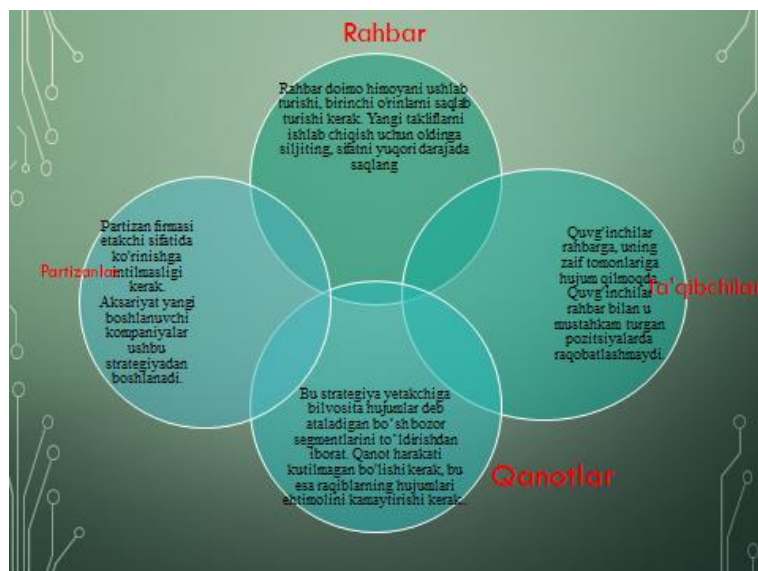 Rahbar
Rahbar doimo himoyani ushlab
turishi, birinchi o'rinlarni saqlab
turishi kerak. Yangi takliflarni
ishlab chiqish uchun oldinga
siljiting, sifatni yuqori darajada
saqlang.
Partizanlar
Partizan firmasi
etakchi sifatida
ko'rinishga
intilmasligi
kerak.
Aksariyat yangi
boshlanuvchi
kompaniyalar
ushbu
strategiyadan
boshlanadi.
Quvg'inchilar
rahbarga, uning
zaif tomonlariga
hujum qilmoqda.
Quvg'inchilar
rahbar bilan u
mustahkam turgan
pozitsiyalarda
raqobatlashmaydi.
Ta'qibchilar
Bu strategiya yetakchiga
bilvosita hujumlar deb
ataladigan bo'sh bozor
segmentlarini to'ldirishdan
iborat. Qanot harakati
kutilmagan bo'lishi kerak, bu
esa raqiblarning hujumlari
ehtimolini kamaytirishi kerak..
Qanotlar